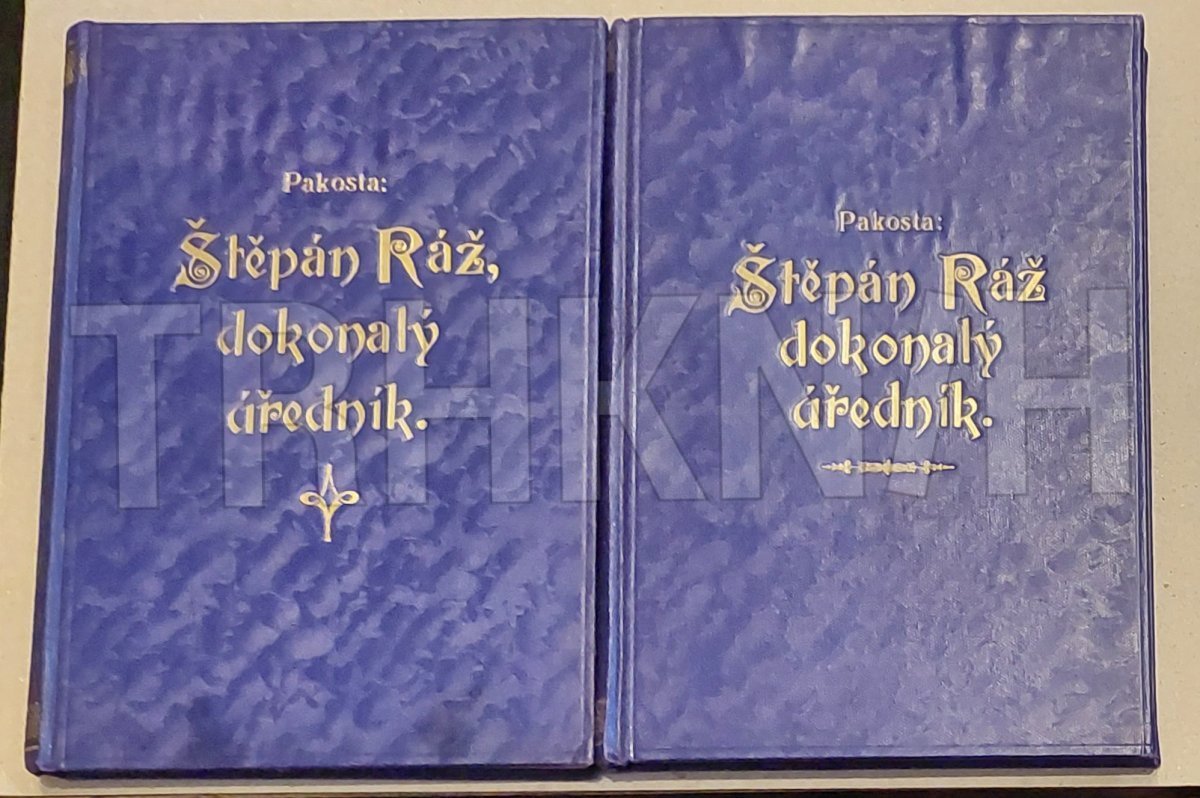 Pakosta:
Štěpán Ráž,
dokonalý
úředník.
Pakosta:
Štěpán Ráž
dokonalý
úředník.
TRHKNIH